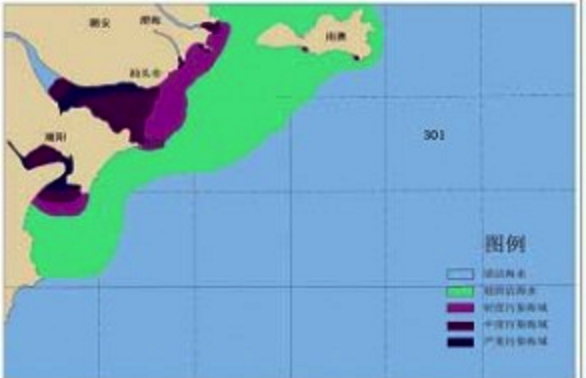 潮安
澄海
南澳
汕头市
潮阳
301
图例
清洁海水
较清洁海水
轻度污染海域
中度污染海域
严重污染海域